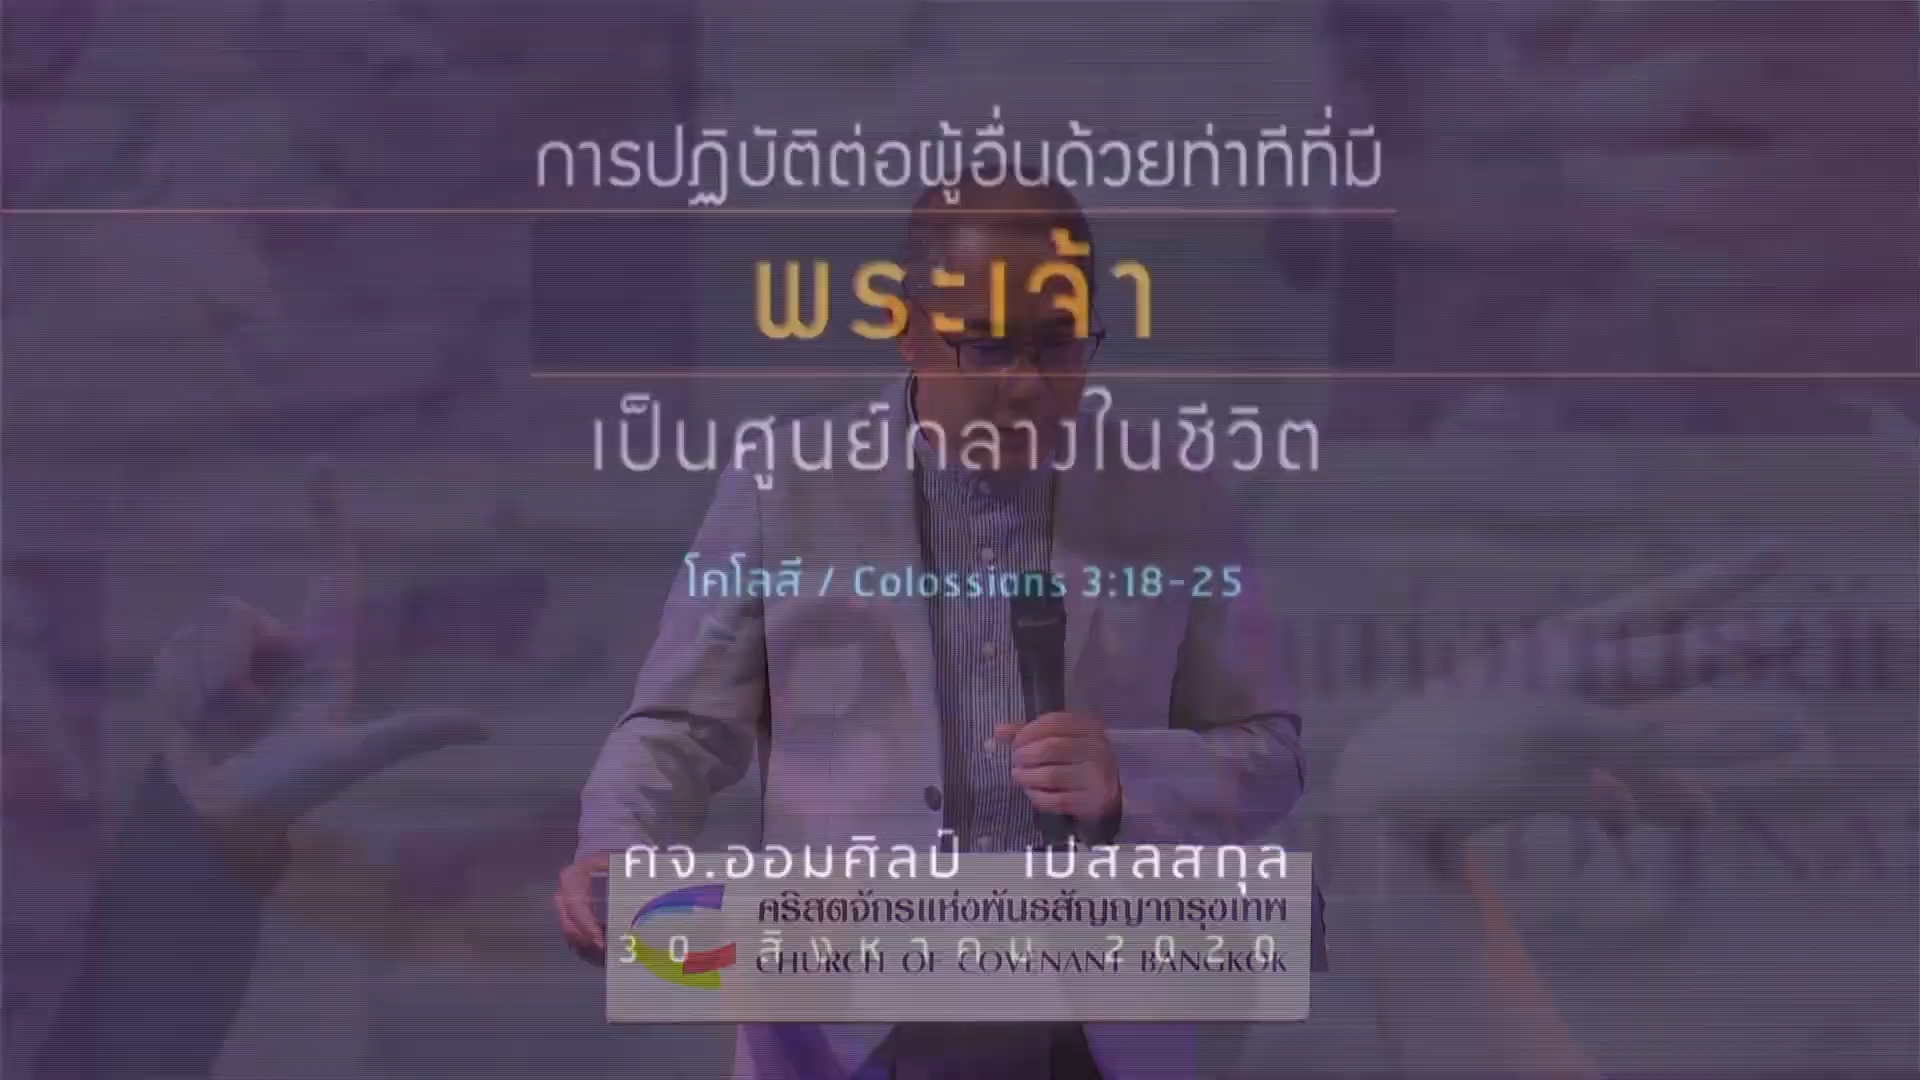 การปฏิบัติต่อผู้อื่นด้วยท่าทีที่มี
พระเจ้า
เป็นศูนย์กลางในชีวิต
โคโลสี / Colossians 3:18-25
ศจ.ออมศิลป์ เปสลสกุล
คริสตจักรแห่งพันธสัญญากรุงเทพ
30 สิงหาคม 2020
CHURCH OF COVENANT BANGKOK